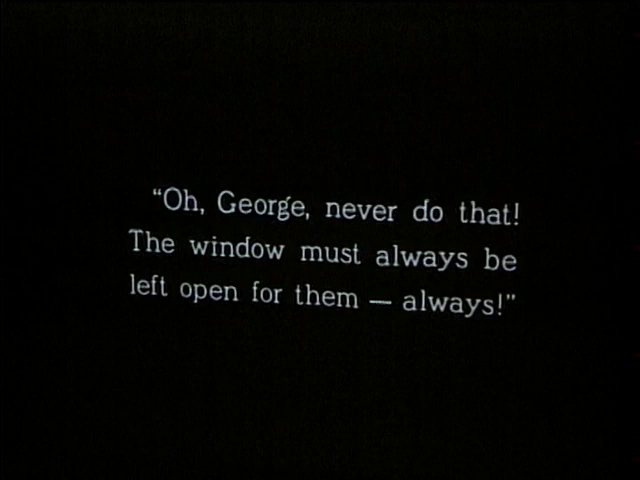 “Oh, George, never do that!
The window must always be
left open for them — always!”